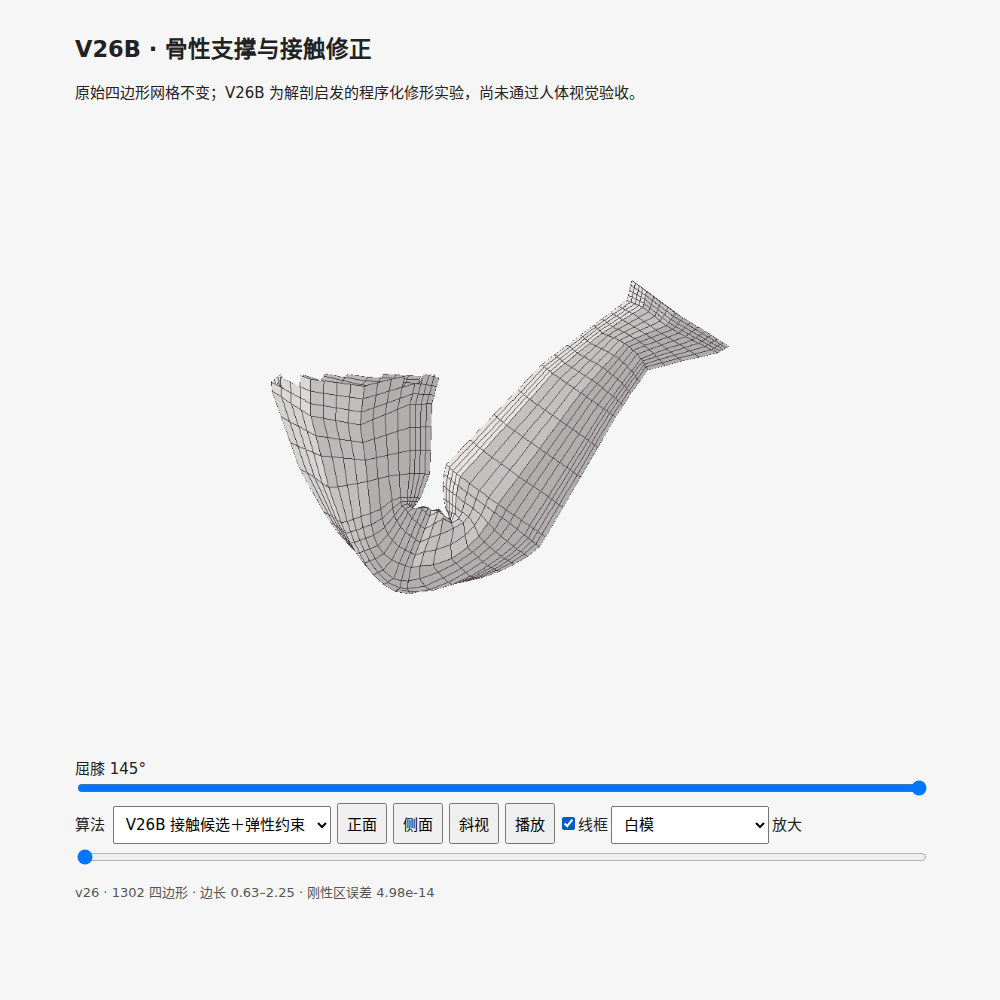 V26B · 骨性支撑与接触修正
原始四边形网格不变；V26B 为解剖启发的程序化修形实验，尚未通过人体视觉验收。
屈膝 145°
算法 V26B 接触候选＋弹性约束 正面 侧面 斜视 播放 线框 白模 放大
v26 · 1302 四边形 · 边长 0.63–2.25 · 刚性区误差 4.98e-14